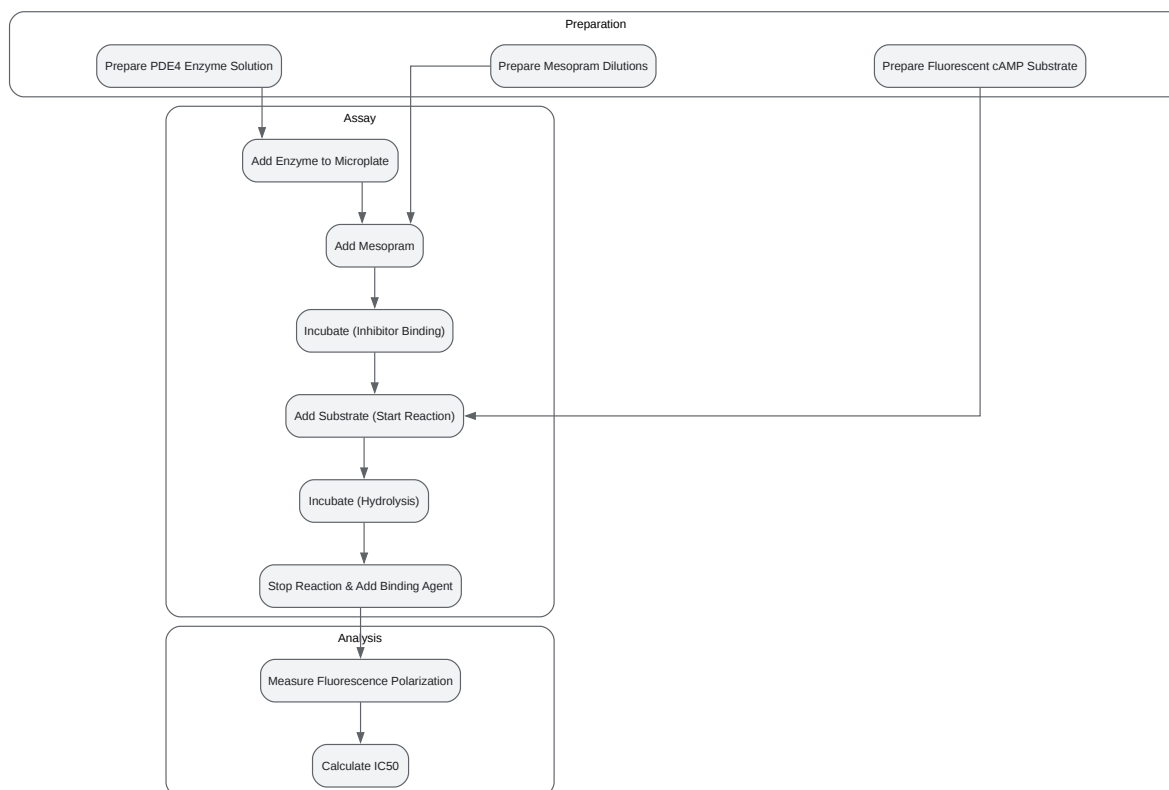 Preparation
Prepare PDE4 Enzyme Solution
Prepare Mesopram Dilutions
Prepare Fluorescent cAMP Substrate
Assay
Add Enzyme to Microplate
Add Mesopram
Incubate (Inhibitor Binding)
Add Substrate (Start Reaction)
Incubate (Hydrolysis)
Stop Reaction & Add Binding Agent
Analysis
Measure Fluorescence Polarization
Calculate IC50